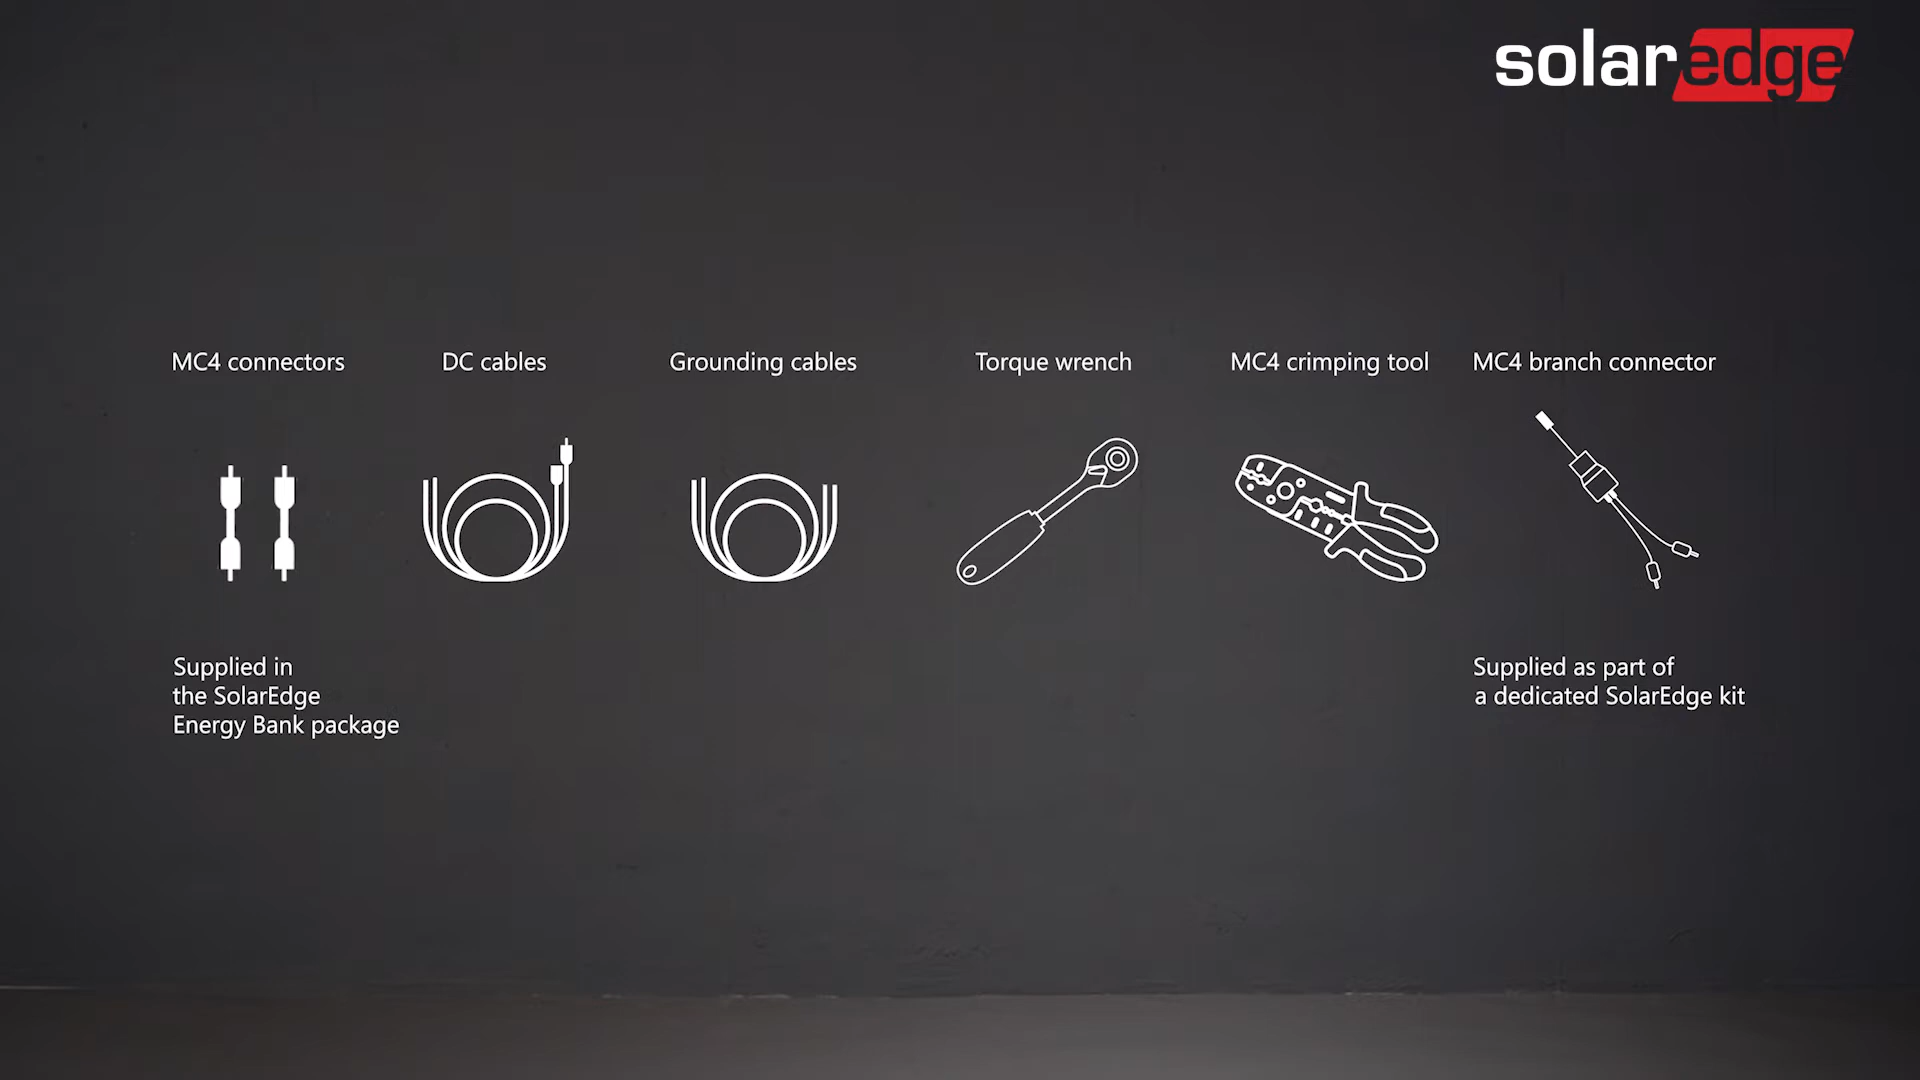 solaredge
MC4 connectors
DC cables
Grounding cables
Torque wrench
MC4 crimping tool
MC4 branch connector
Supplied in
the SolarEdge
Energy Bank package
Supplied as part of
a dedicated SolarEdge kit